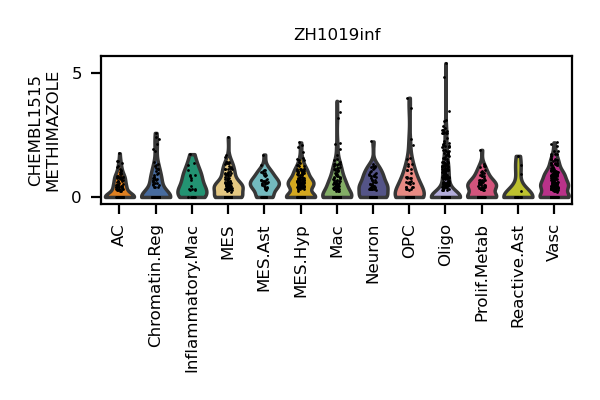 ZH1019inf
CHEMBL1515
METHIMAZOLE
5
0
AC
Chromatin.Reg
Inflammatory.Mac
MES
MES.Ast
MES.Hyp
Mac
Neuron
OPC
Oligo
Prolif.Metab
Reactive.Ast
Vasc